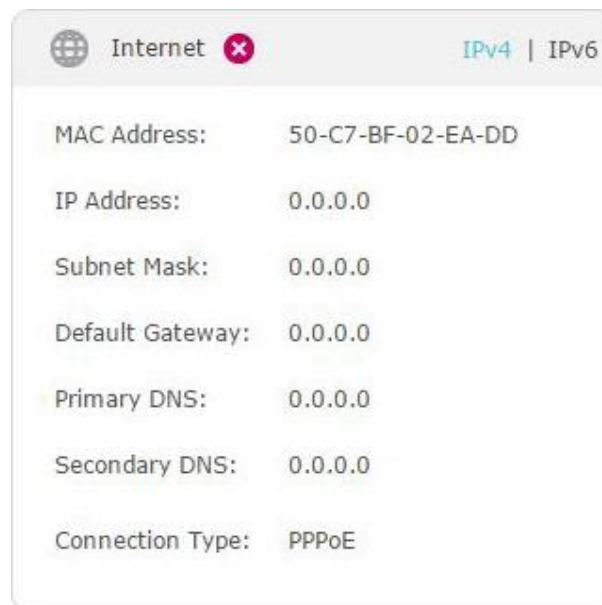 Internet IPv4 | IPv6
MAC Address: 50-C7-BF-02-EA-DD
IP Address: 0.0.0.0
Subnet Mask: 0.0.0.0
Default Gateway: 0.0.0.0
Primary DNS: 0.0.0.0
Secondary DNS: 0.0.0.0
Connection Type: PPPoE